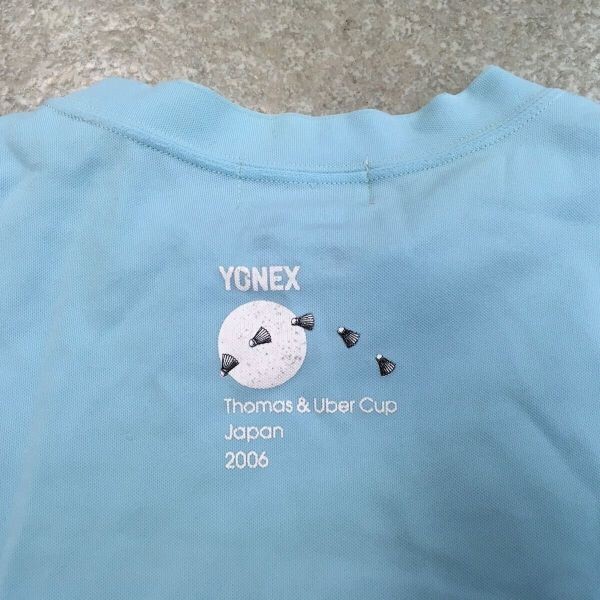 YONEX
Thomas & Uber Cup
Japan
2006